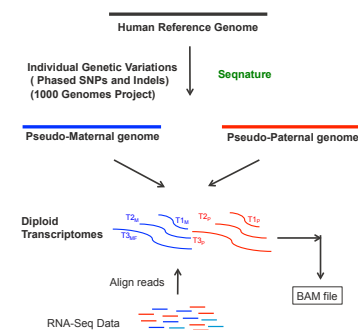 Human Reference Genome
Individual Genetic Variations
( Phased SNPs and Indels)
(1000 Genomes Project)
Seqnature
Pseudo-Maternal genome
Pseudo-Paternal genome
T2M
T1M
T2P
T1P
Diploid
Transcriptomes
T3MF
T3P
Align reads
BAM file
RNA-Seq Data